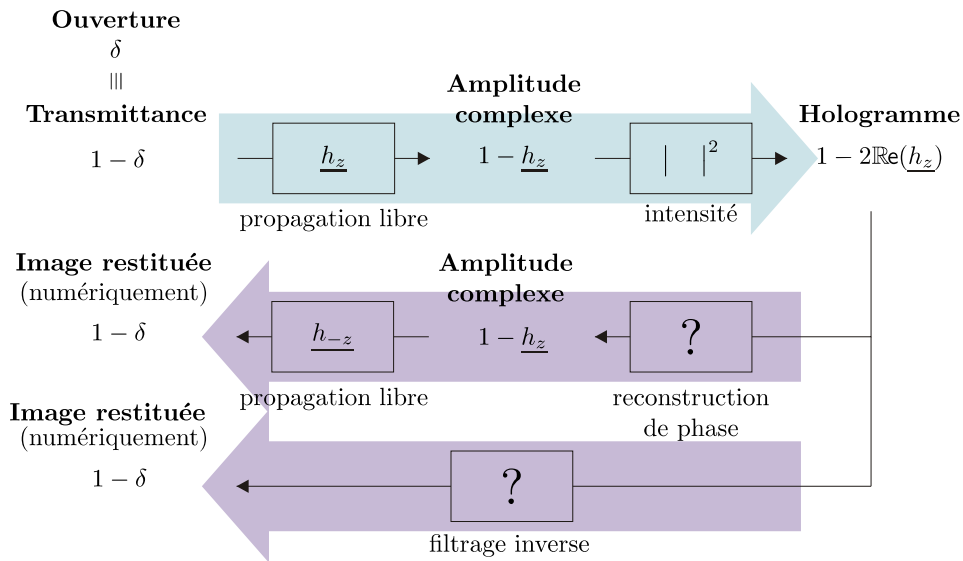 Ouverture
δ
≡
Transmittance
1 − δ
h_z
propagation libre
Amplitude
complexe
1 − h_z
| |²
intensité
Hologramme
1 − 2ℝe(h_z)
Image restituée
(numériquement)
1 − δ
h_−z
propagation libre
Amplitude
complexe
1 − h_z
?
reconstruction
de phase
Image restituée
(numériquement)
1 − δ
?
filtrage inverse